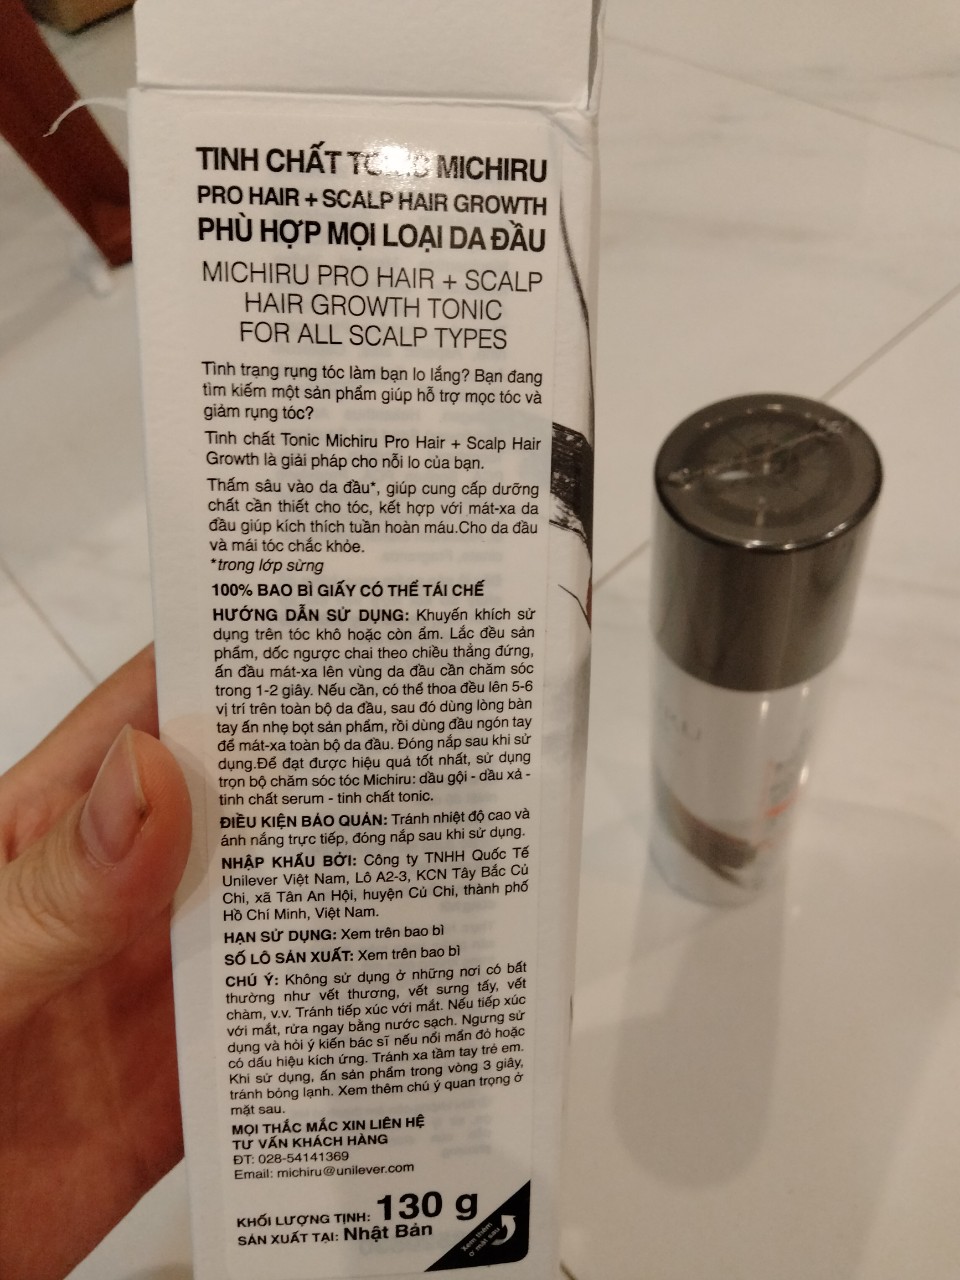 TINH CHẤT TONIC MICHIRU
PRO HAIR + SCALP HAIR GROWTH
PHÙ HỢP MỌI LOẠI DA ĐẦU
MICHIRU PRO HAIR + SCALP
HAIR GROWTH TONIC
FOR ALL SCALP TYPES
Tình trạng rụng tóc làm bạn lo lắng? Bạn đang
tìm kiếm một sản phẩm giúp hỗ trợ mọc tóc và
giảm rụng tóc?
Tinh chất Tonic Michiru Pro Hair + Scalp Hair
Growth là giải pháp cho nỗi lo của bạn.
Thấm sâu vào da đầu*, giúp cung cấp dưỡng
chất cần thiết cho tóc, kết hợp với mát-xa da
đầu giúp kích thích tuần hoàn máu.Cho da đầu
và mái tóc chắc khỏe.
*trong lớp sừng
100% BAO BÌ GIẤY CÓ THỂ TÁI CHẾ
HƯỚNG DẪN SỬ DỤNG: Khuyến khích sử
dụng trên tóc khô hoặc còn ẩm. Lắc đều sản
phẩm, dốc ngược chai theo chiều thẳng đứng,
ấn đầu mát-xa lên vùng da đầu cần chăm sóc
trong 1-2 giây. Nếu cần, có thể thoa đều lên 5-6
vị trí trên toàn bộ da đầu, sau đó dùng lòng bàn
tay ấn nhẹ bọt sản phẩm, rồi dùng đầu ngón tay
để mát-xa toàn bộ da đầu. Đóng nắp sau khi sử
dụng.Để đạt được hiệu quả tốt nhất, sử dụng
trọn bộ chăm sóc tóc Michiru: dầu gội - dầu xả -
tinh chất serum - tinh chất tonic.
ĐIỀU KIỆN BẢO QUẢN: Tránh nhiệt độ cao và
ánh nắng trực tiếp, đóng nắp sau khi sử dụng.
NHẬP KHẨU BỞI: Công ty TNHH Quốc Tế
Unilever Việt Nam, Lô A2-3, KCN Tây Bắc Củ
Chi, xã Tân An Hội, huyện Củ Chi, thành phố
Hồ Chí Minh, Việt Nam.
HẠN SỬ DỤNG: Xem trên bao bì
SỐ LÔ SẢN XUẤT: Xem trên bao bì
CHÚ Ý: Không sử dụng ở những nơi có bất
thường như vết thương, vết sưng tấy, vết
chàm, v.v. Tránh tiếp xúc với mắt. Nếu tiếp xúc
với mắt, rửa ngay bằng nước sạch. Ngưng sử
dụng và hỏi ý kiến bác sĩ nếu nổi mẩn đỏ hoặc
có dấu hiệu kích ứng. Tránh xa tầm tay trẻ em.
Khi sử dụng, ấn sản phẩm trong vòng 3 giây,
tránh bỏng lạnh. Xem thêm chú ý quan trọng ở
mặt sau.
MỌI THẮC MẮC XIN LIÊN HỆ
TƯ VẤN KHÁCH HÀNG
ĐT: 028-54141369
Email: michiru@unilever.com
KHỐI LƯỢNG TỊNH: 130 g
SẢN XUẤT TẠI: Nhật Bản
Xem thêm
ở mặt sau